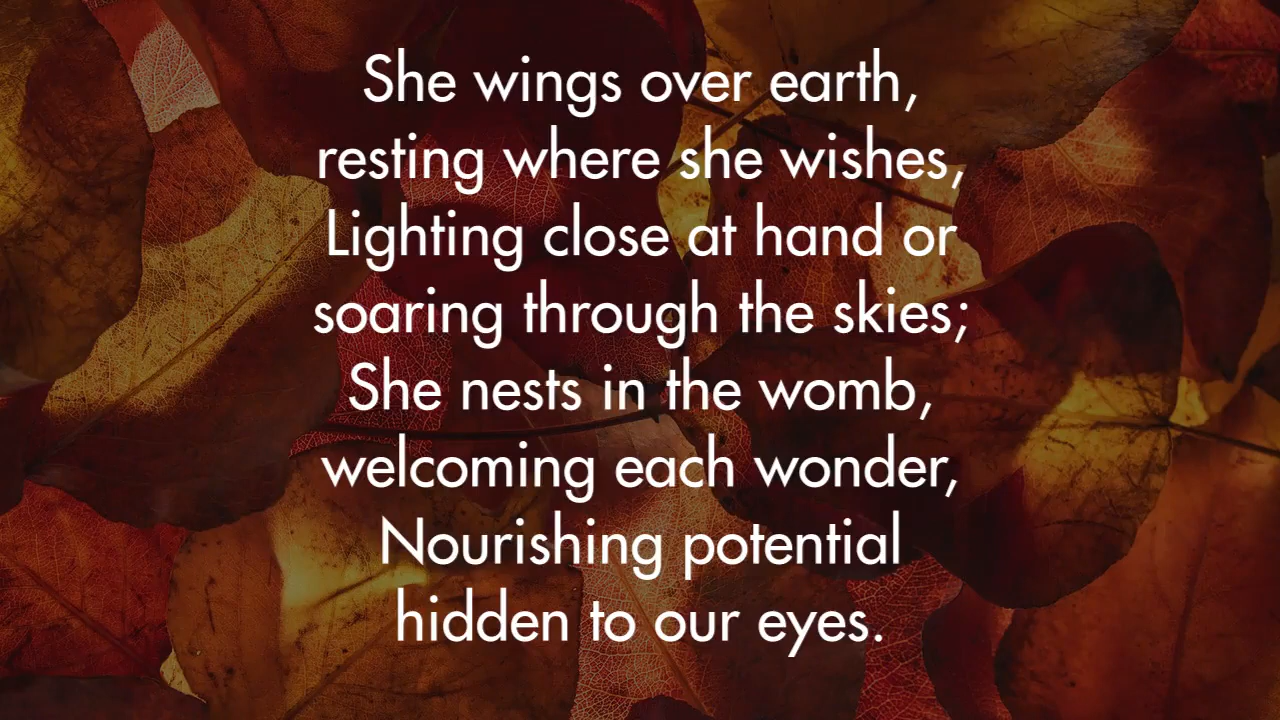 She wings over earth,
resting where she wishes,
Lighting close at hand or
soaring through the skies;
She nests in the womb,
welcoming each wonder,
Nourishing potential
hidden to our eyes.